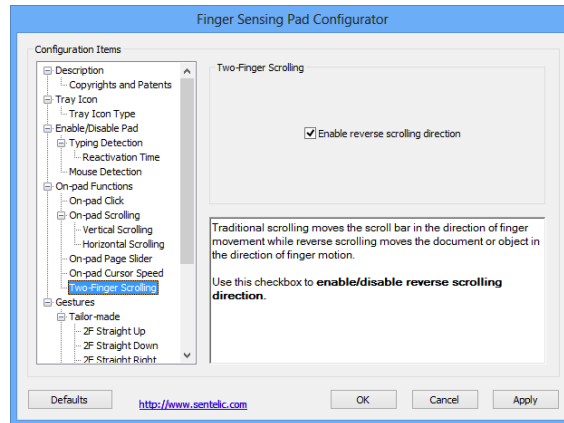 Finger Sensing Pad Configurator
Configuration Items
Description
Copyrights and Patents
Tray Icon
Tray Icon Type
Enable/Disable Pad
Typing Detection
Reactivation Time
Mouse Detection
On-pad Functions
On-pad Click
On-pad Scrolling
Vertical Scrolling
Horizontal Scrolling
On-pad Page Slider
On-pad Cursor Speed
Two-Finger Scrolling
Gestures
Tailor-made
2F Straight Up
2F Straight Down
2F Straight Right
Two-Finger Scrolling
Enable reverse scrolling direction
Traditional scrolling moves the scroll bar in the direction of finger
movement while reverse scrolling moves the document or object in
the direction of finger motion.
Use this checkbox to enable/disable reverse scrolling
direction.
Defaults
http://www.sentelic.com
OK
Cancel
Apply